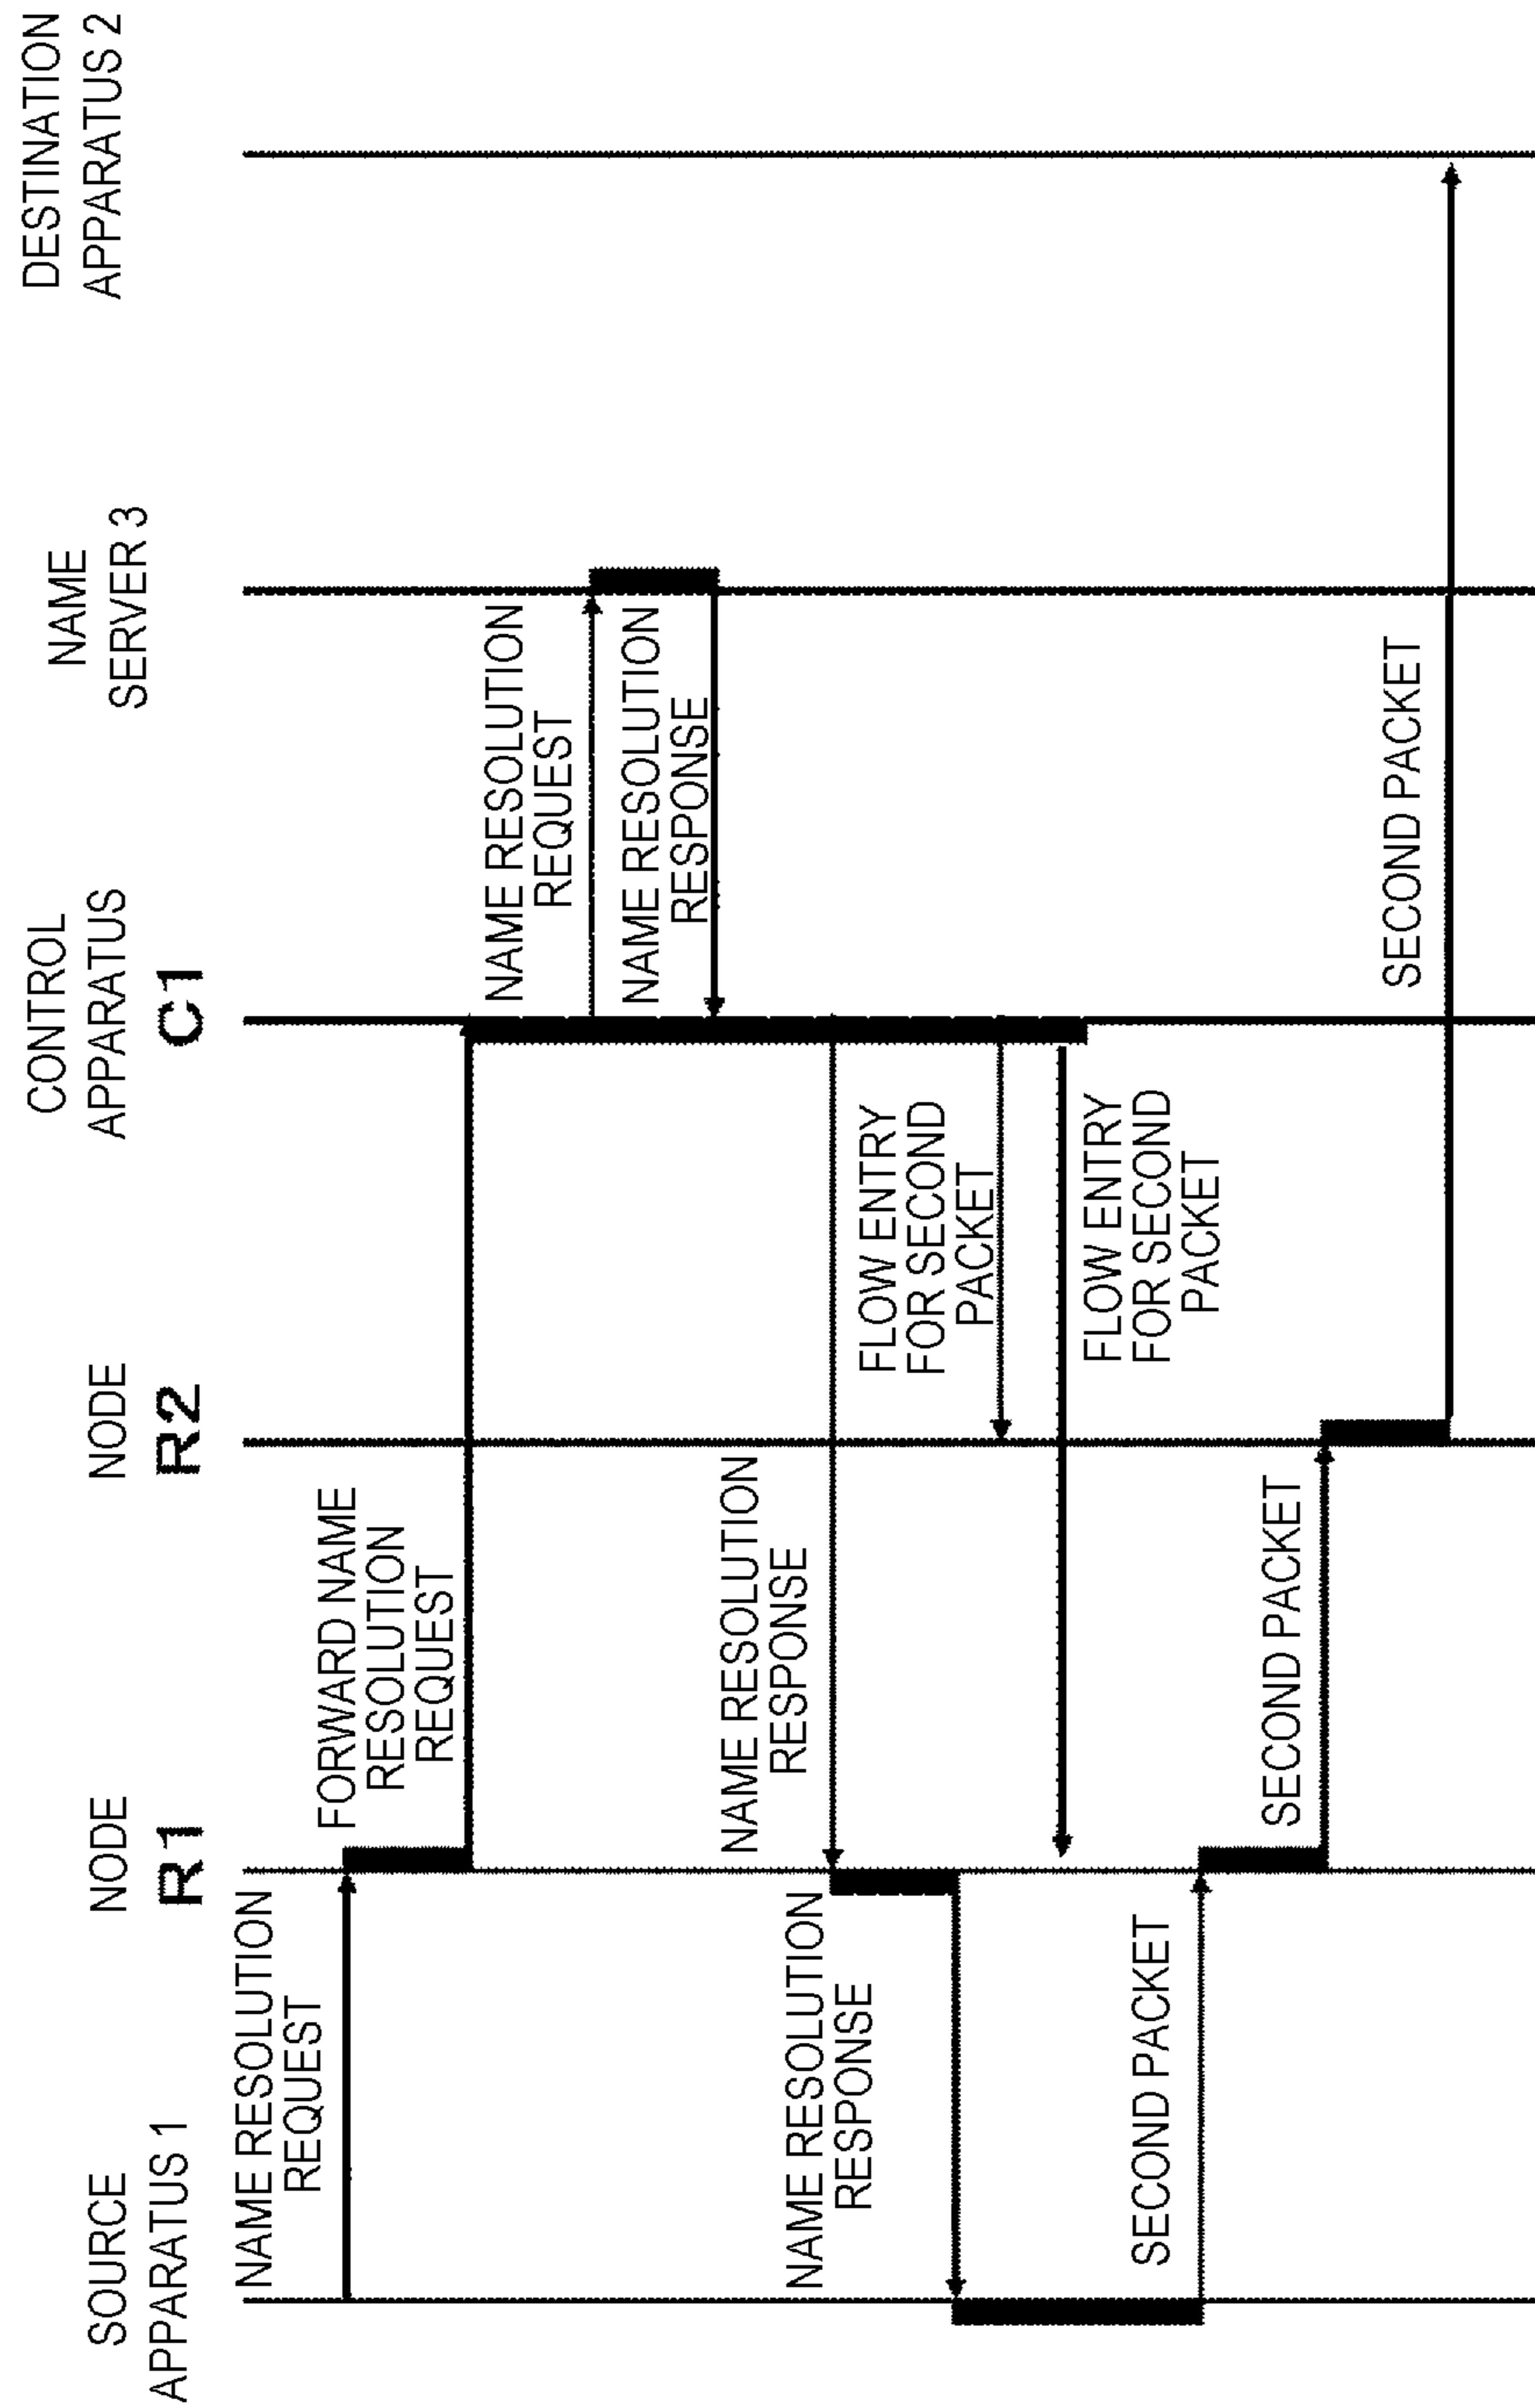 SOURCE
APPARATUS 1
NODE
R1
NODE
R2
CONTROL
APPARATUS
C1
NAME
SERVER 3
DESTINATION
APPARATUS 2
NAME RESOLUTION
REQUEST
FORWARD NAME
RESOLUTION
REQUEST
NAME RESOLUTION
REQUEST
NAME RESOLUTION
RESPONSE
NAME RESOLUTION
RESPONSE
NAME RESOLUTION
RESPONSE
FLOW ENTRY
FOR SECOND
PACKET
FLOW ENTRY
FOR SECOND
PACKET
SECOND PACKET
SECOND PACKET
SECOND PACKET